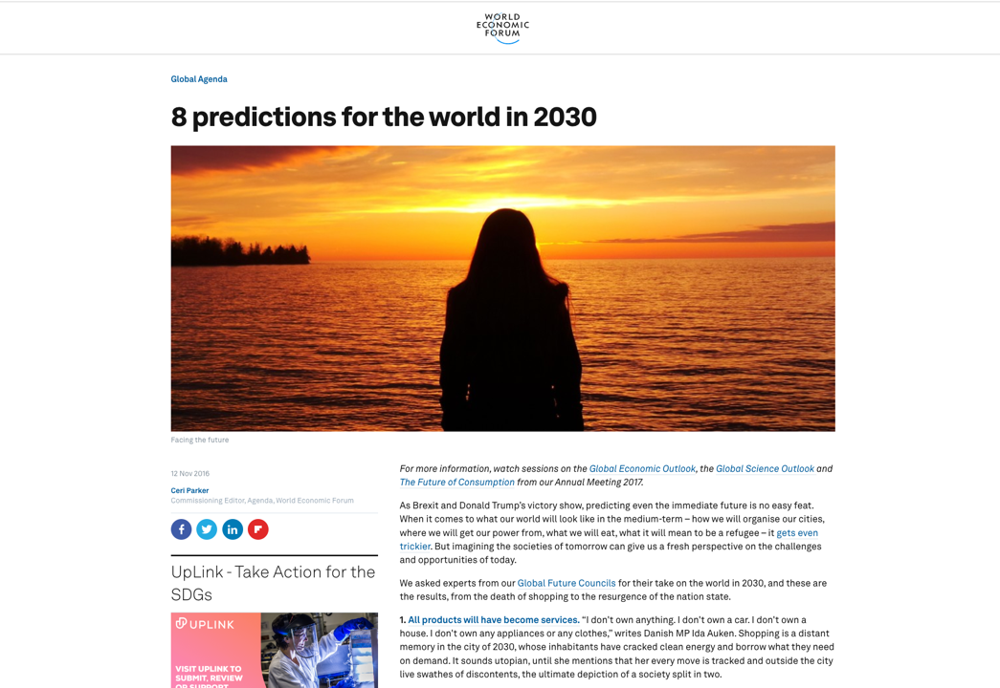 WORLD
ECONOMIC
FORUM
Global Agenda
8 predictions for the world in 2030
Facing the future
12 Nov 2016
Ceri Parker
Commissioning Editor, Agenda, World Economic Forum
UpLink - Take Action for the
SDGs
UPLINK
VISIT UPLINK TO
SUBMIT, REVIEW
OR SUPPORT
For more information, watch sessions on the Global Economic Outlook, the Global Science Outlook and
The Future of Consumption from our Annual Meeting 2017.
As Brexit and Donald Trump's victory show, predicting even the immediate future is no easy feat.
When it comes to what our world will look like in the medium-term – how we will organise our cities,
where we will get our power from, what we will eat, what it will mean to be a refugee – it gets even
trickier. But imagining the societies of tomorrow can give us a fresh perspective on the challenges
and opportunities of today.
We asked experts from our Global Future Councils for their take on the world in 2030, and these are
the results, from the death of shopping to the resurgence of the nation state.
1. All products will have become services. “I don't own anything. I don't own a car. I don't own a
house. I don't own any appliances or any clothes,” writes Danish MP Ida Auken. Shopping is a distant
memory in the city of 2030, whose inhabitants have cracked clean energy and borrow what they need
on demand. It sounds utopian, until she mentions that her every move is tracked and outside the city
live swathes of discontents, the ultimate depiction of a society split in two.